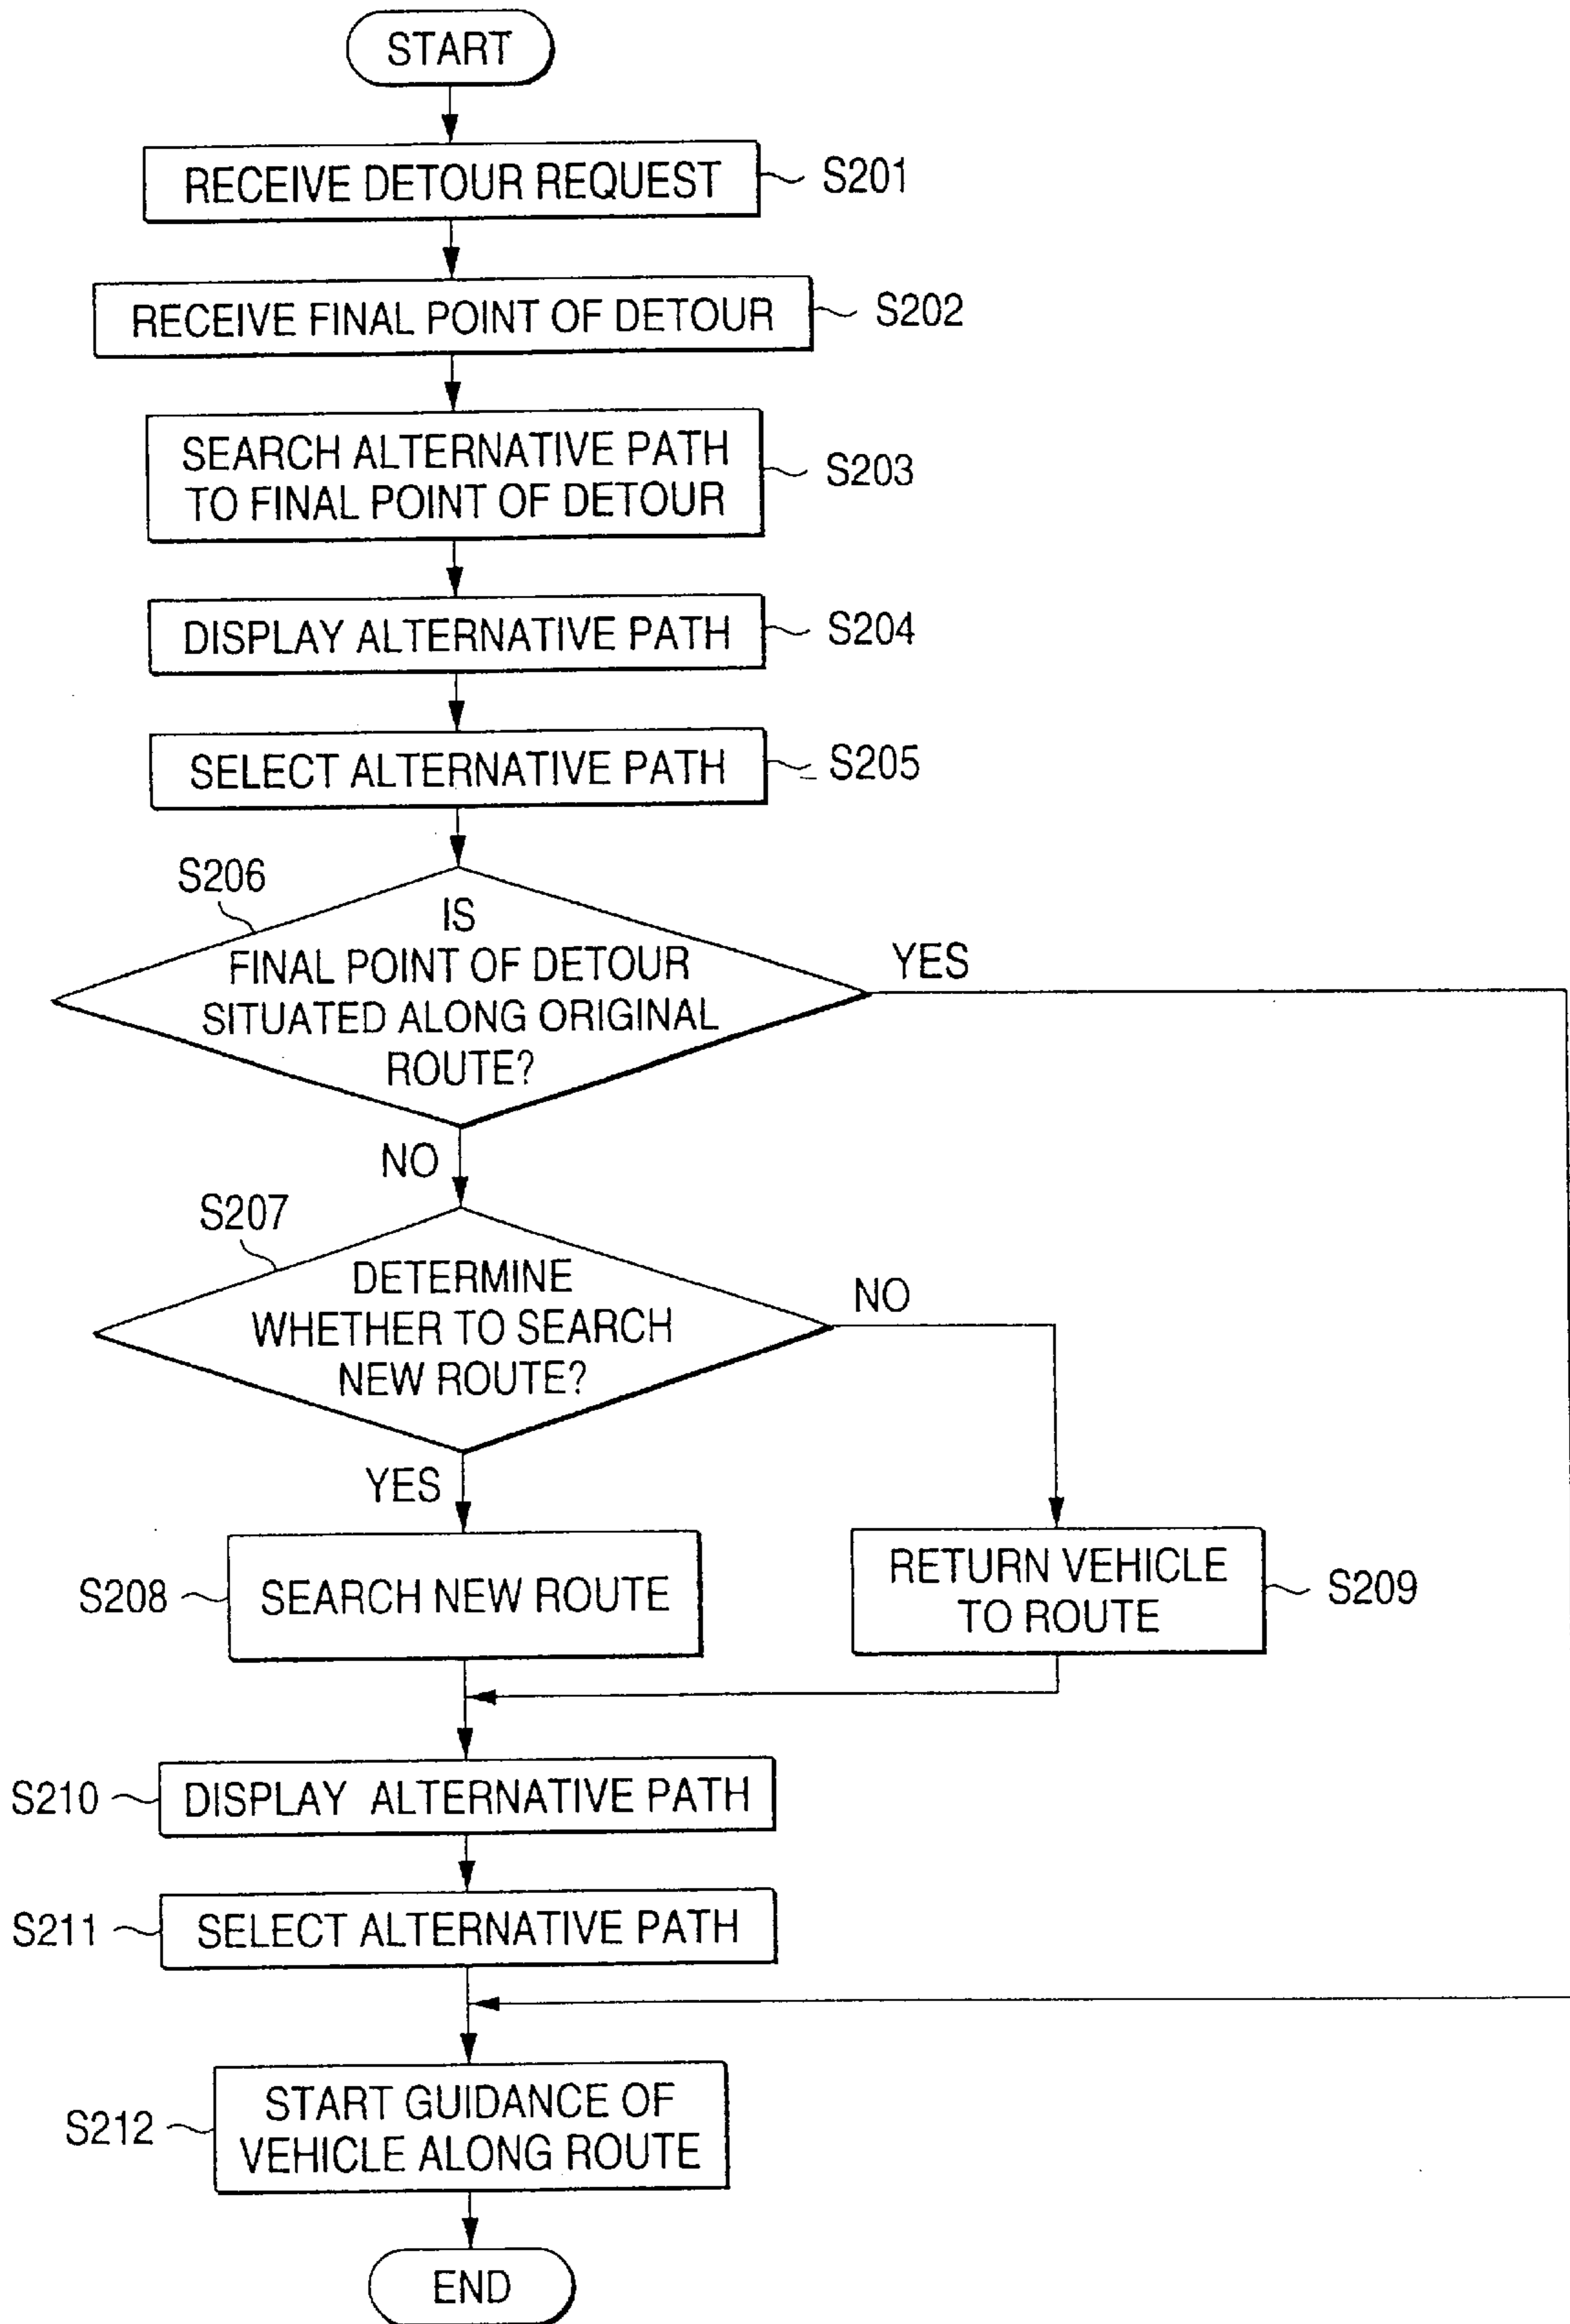 START
RECEIVE DETOUR REQUEST
S201
RECEIVE FINAL POINT OF DETOUR
S202
SEARCH ALTERNATIVE PATH
TO FINAL POINT OF DETOUR
S203
DISPLAY ALTERNATIVE PATH
S204
SELECT ALTERNATIVE PATH
S205
S206
IS
FINAL POINT OF DETOUR
SITUATED ALONG ORIGINAL
ROUTE?
YES
NO
S207
DETERMINE
WHETHER TO SEARCH
NEW ROUTE?
NO
YES
S208
SEARCH NEW ROUTE
RETURN VEHICLE
TO ROUTE
S209
S210
DISPLAY ALTERNATIVE PATH
S211
SELECT ALTERNATIVE PATH
S212
START GUIDANCE OF
VEHICLE ALONG ROUTE
END